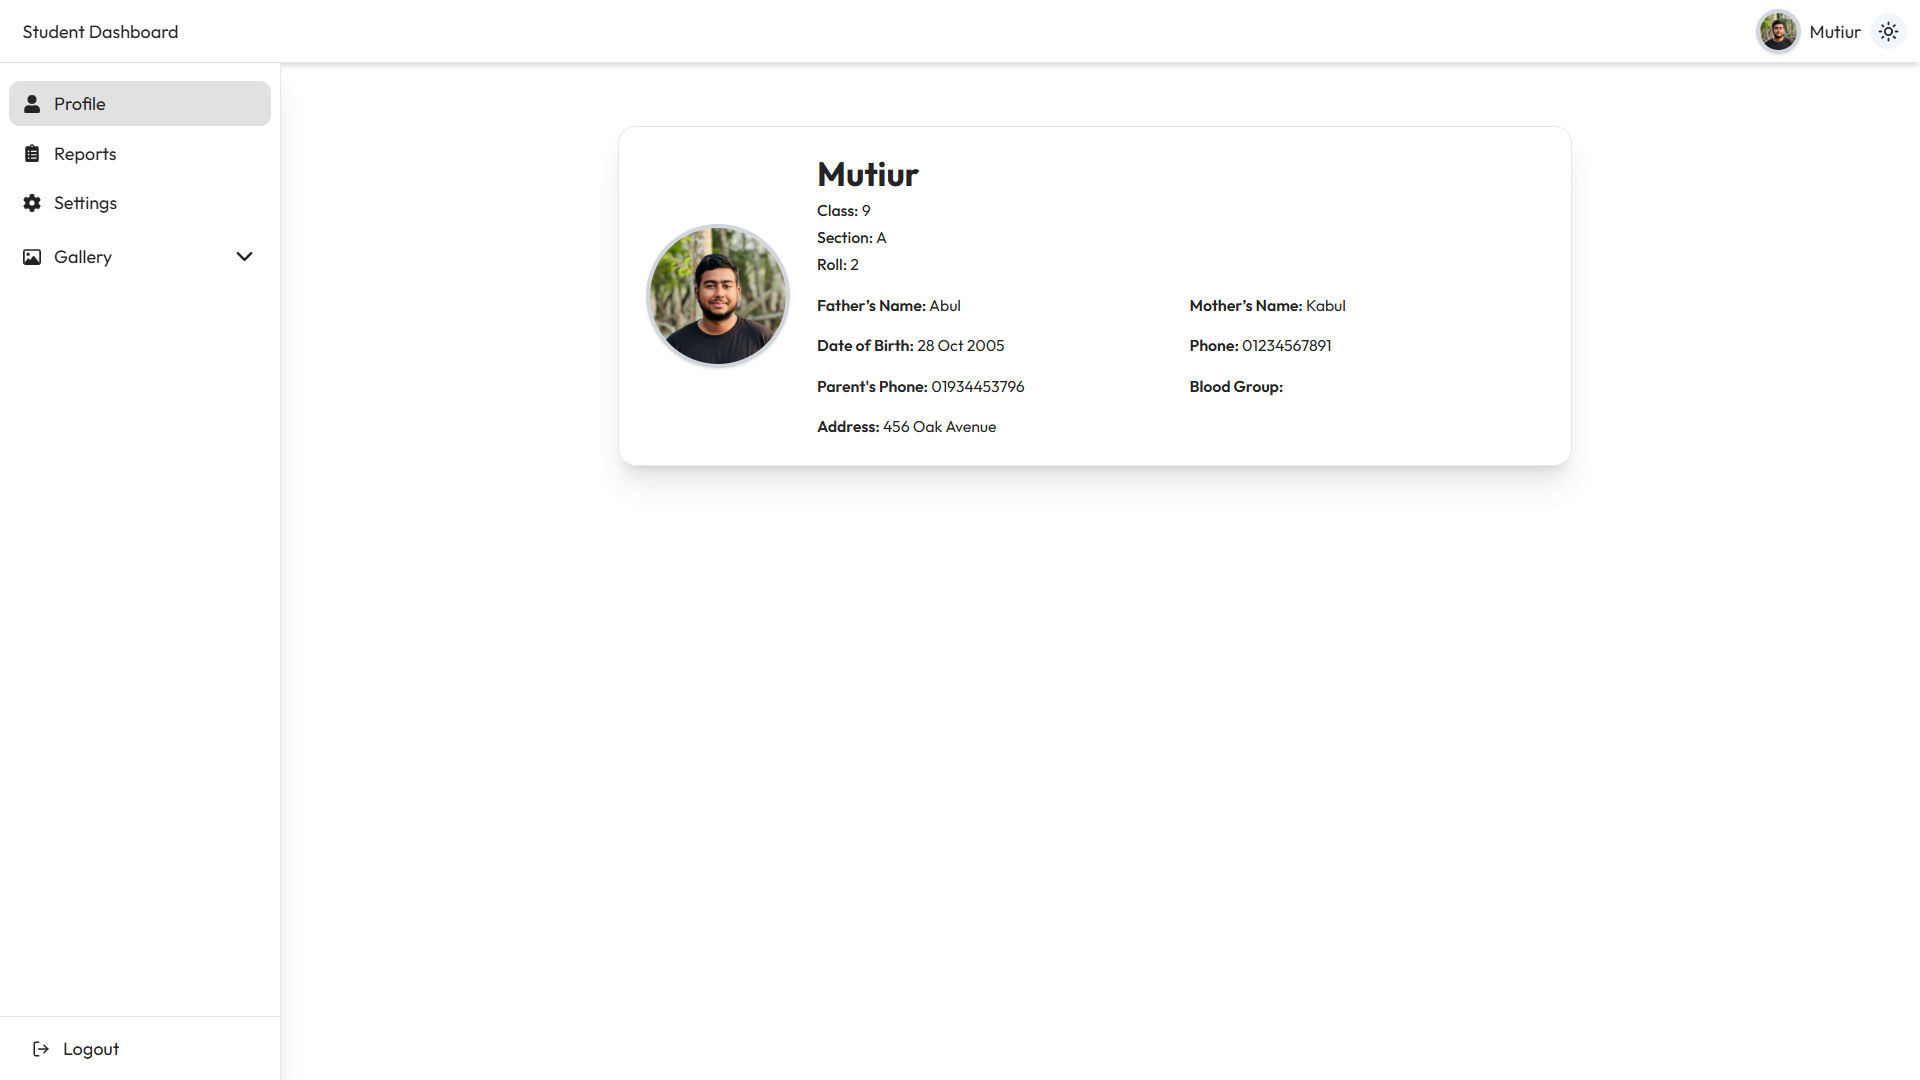 Student Dashboard
Mutiur
Profile
Reports
Settings
Gallery
Logout
Mutiur
Class: 9
Section: A
Roll: 2
Father’s Name: Abul
Mother’s Name: Kabul
Date of Birth: 28 Oct 2005
Phone: 01234567891
Parent's Phone: 01934453796
Blood Group:
Address: 456 Oak Avenue